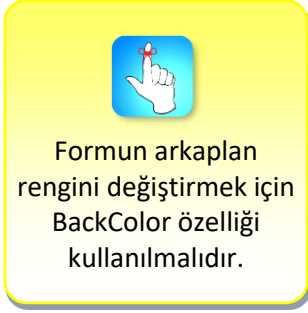 Formun arkaplan
rengini değiştirmek için
BackColor özelliği
kullanılmalıdır.